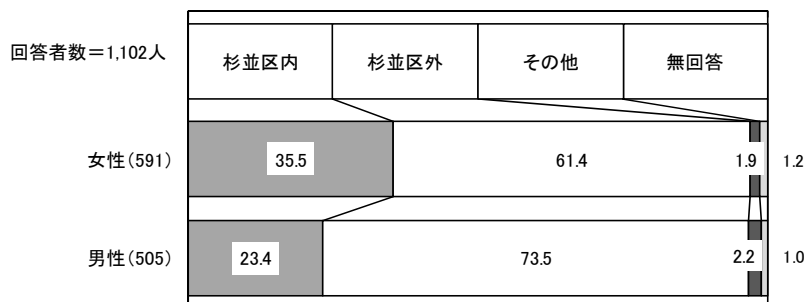 回答者数＝1,102人
杉並区内 杉並区外 その他 無回答
女性(591) 35.5 61.4 1.9 1.2
男性(505) 23.4 73.5 2.2 1.0